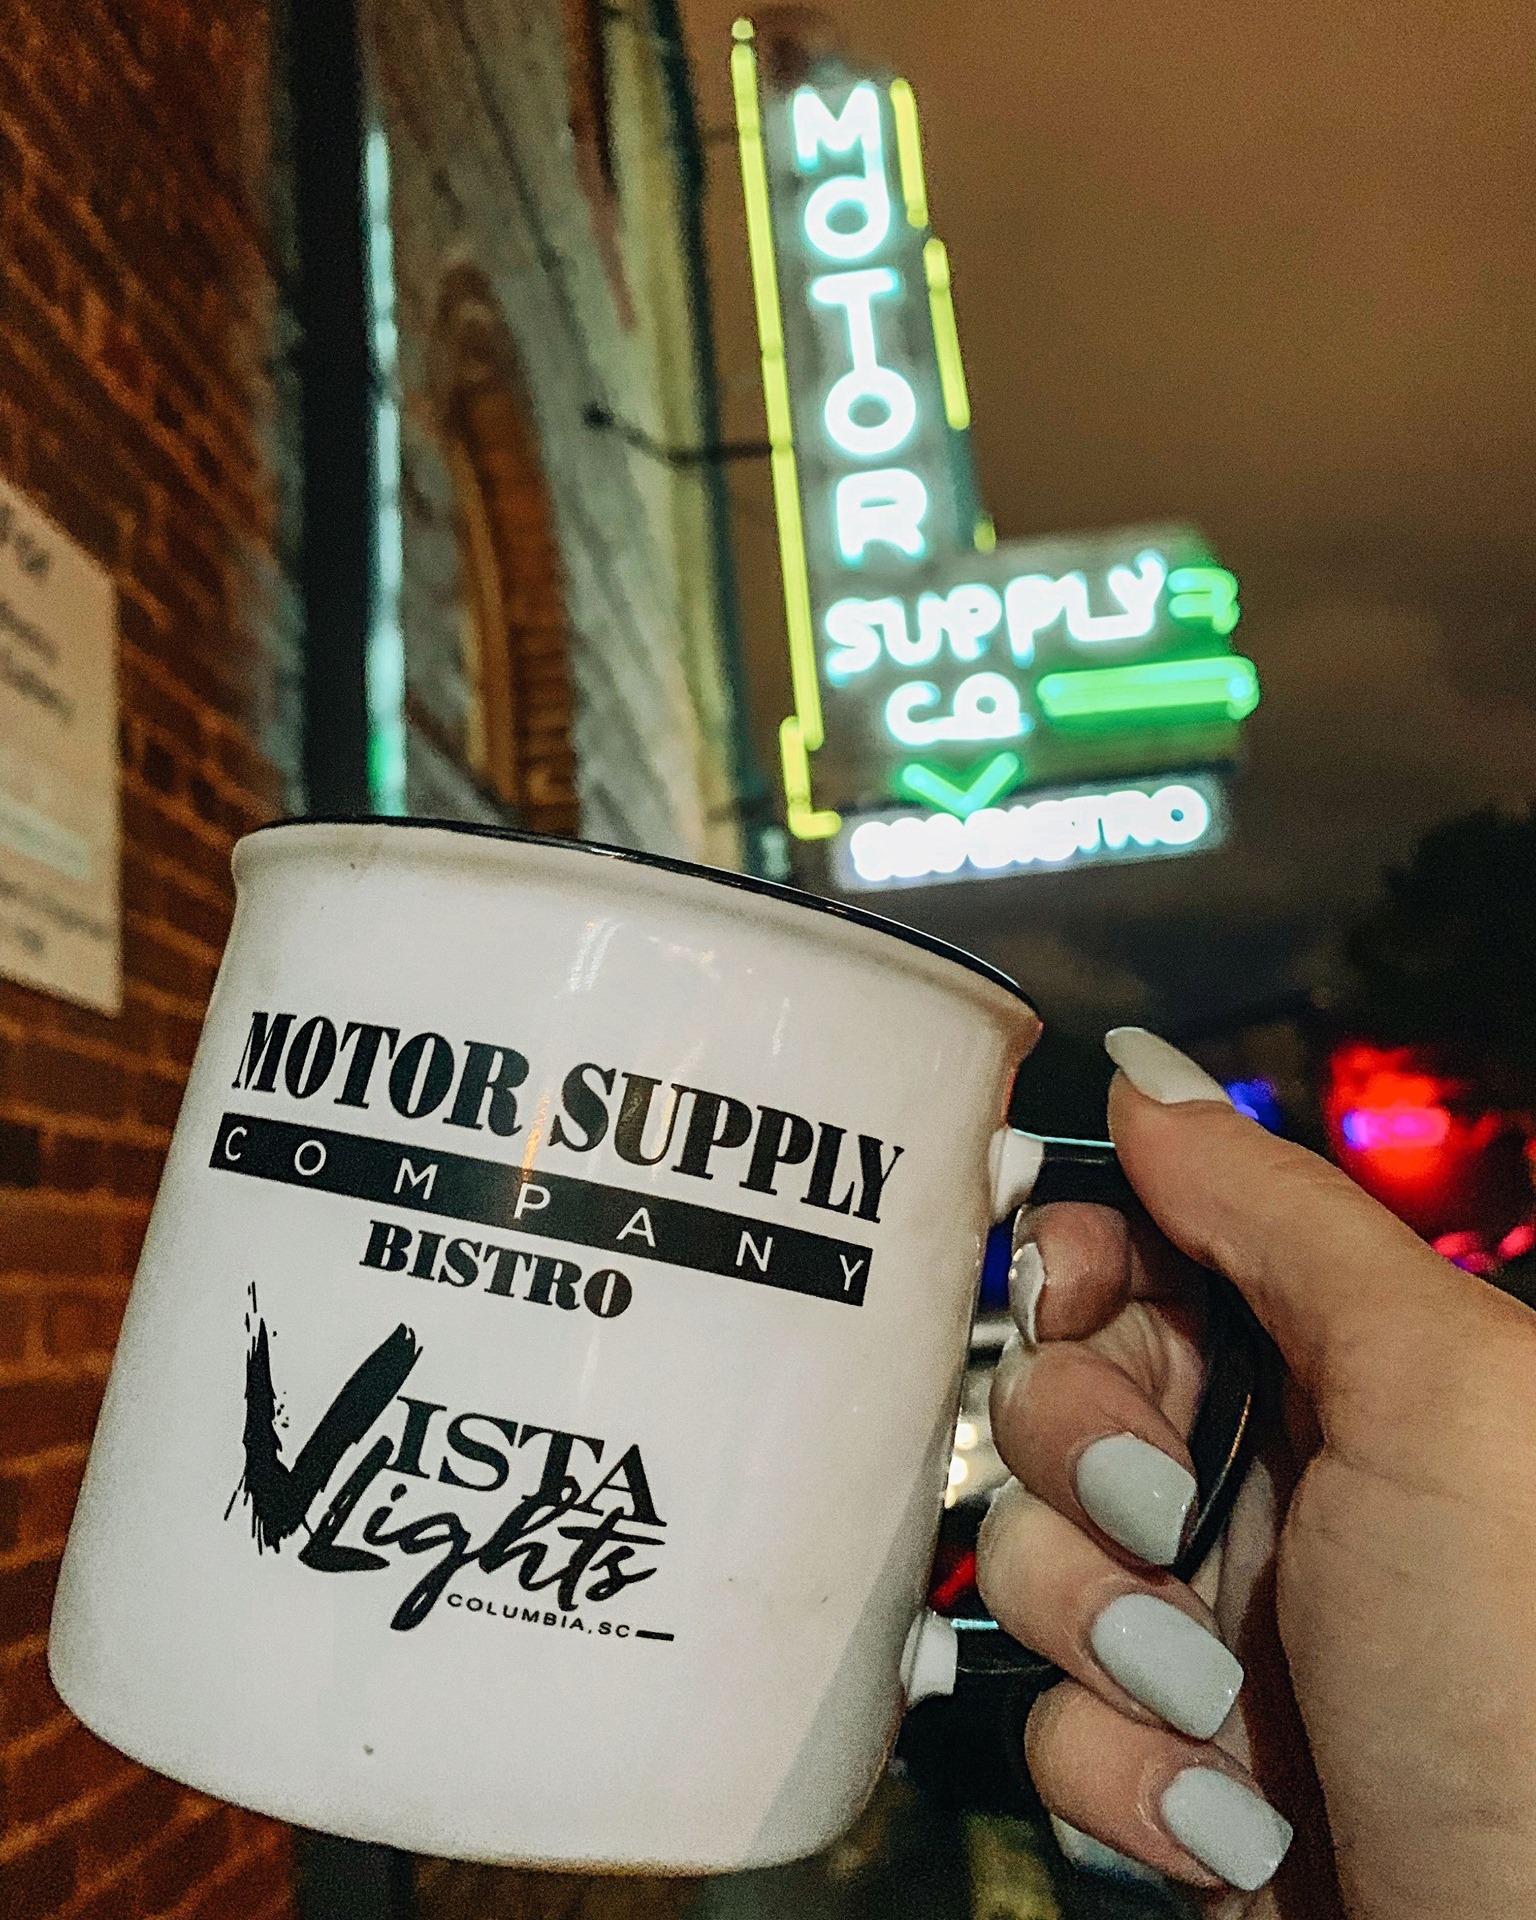 MOTOR
SUPPLY
CO
BISTRO
MOTOR SUPPLY
COMPANY
BISTRO
VISTA
Lights
COLUMBIA, SC